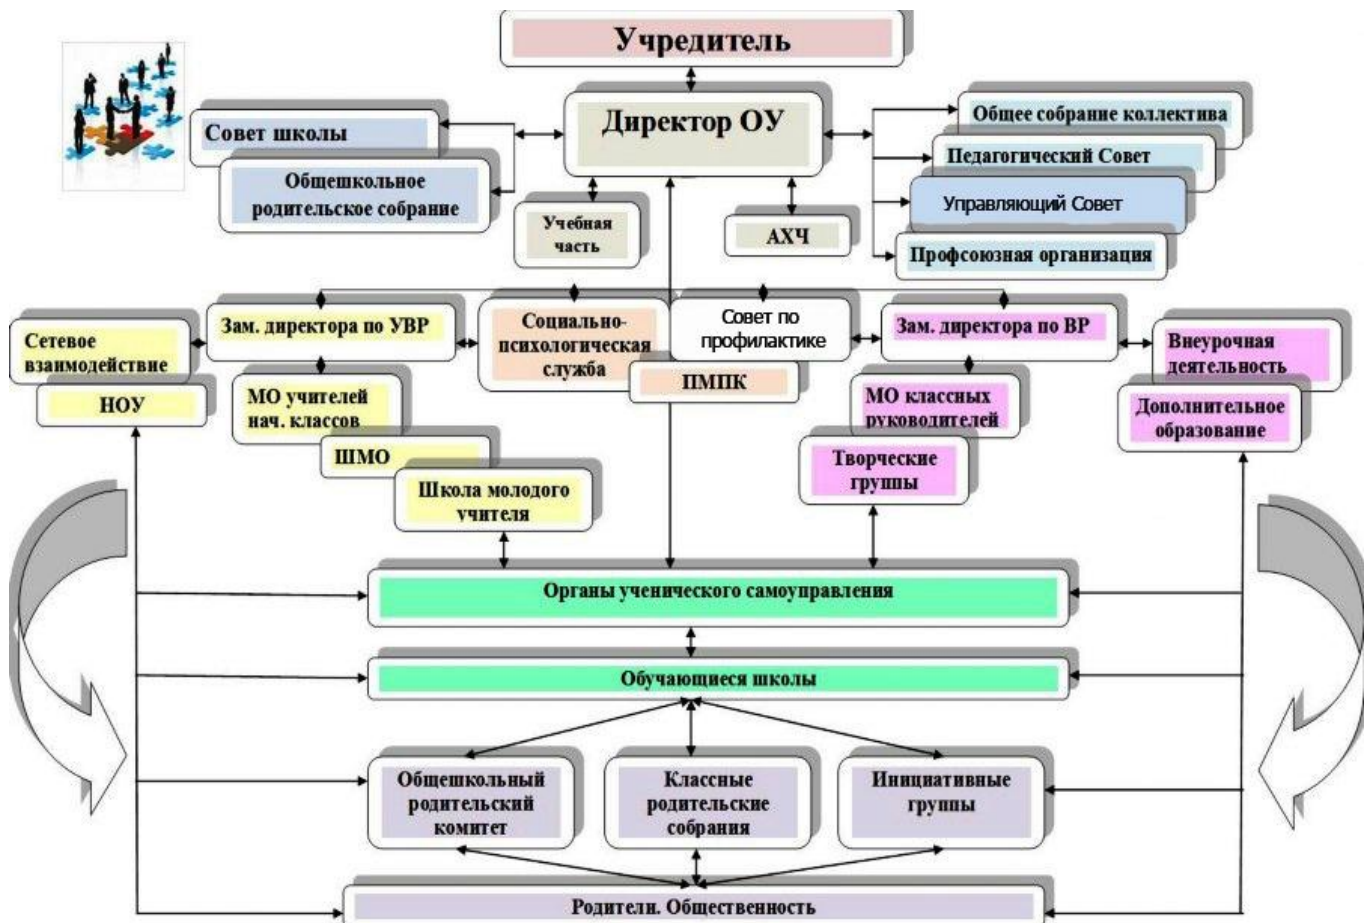 Учредитель
Директор ОУ
Совет школы
Общешкольное
родительское собрание
Общее собрание коллектива
Педагогический Совет
Управляющий Совет
Профсоюзная организация
Учебная
часть
АХЧ
Сетевое
взаимодействие
НОУ
Зам. директора по УВР
МО учителей
нач. классов
ШМО
Школа молодого
учителя
Социально-
психологическая
служба
ПМПК
Совет по
профилактике
Зам. директора по ВР
МО классных
руководителей
Творческие
группы
Внеурочная
деятельность
Дополнительное
образование
Органы ученического самоуправления
Обучающиеся школы
Общешкольный
родительский
комитет
Классные
родительские
собрания
Инициативные
группы
Родители. Общественность